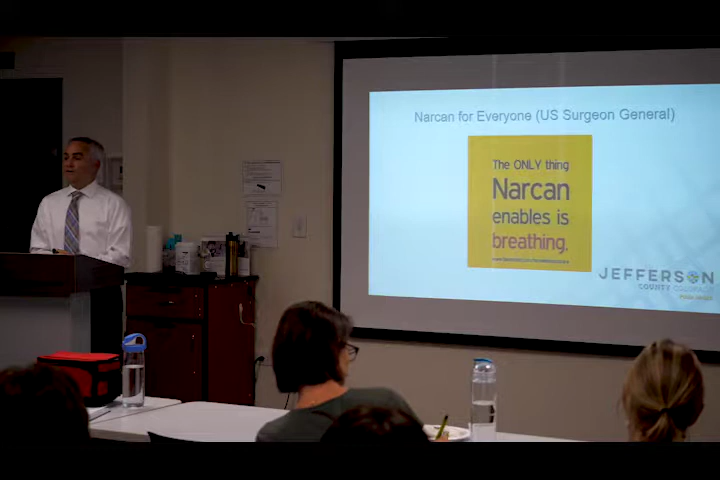 Narcan for Everyone (US Surgeon General)
The ONLY thing
Narcan
enables is
breathing.
JEFFERSON
COUNTY COLORADO